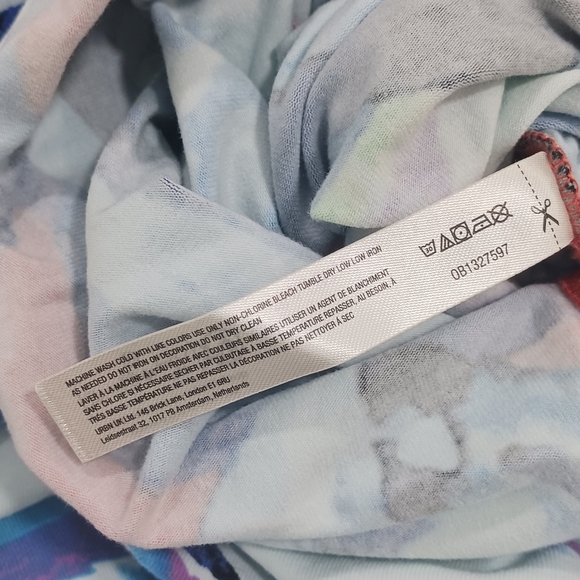 MACHINE WASH COLD WITH LIKE COLORS USE ONLY NON-CHLORINE BLEACH TUMBLE DRY LOW LOW IRON
AS NEEDED DO NOT IRON ON DECORATION DO NOT DRY CLEAN
LAVER À LA MACHINE À L'EAU FROIDE AVEC COULEURS SIMILAIRES UTILISER UN AGENT DE BLANCHIMENT
SANS CHLORE SI NÉCESSAIRE SÉCHER PAR CULBUTAGE À BASSE TEMPÉRATURE REPASSER, AU BESOIN, À
TRÈS BASSE TEMPÉRATURE NE PAS REPASSER LA DÉCORATION NE PAS NETTOYER À SEC
URBN UK Ltd. 146 Brick Lane, London E1 6RU
Leidsestraat 32, 1017 PB Amsterdam, Netherlands
30
0B1327597